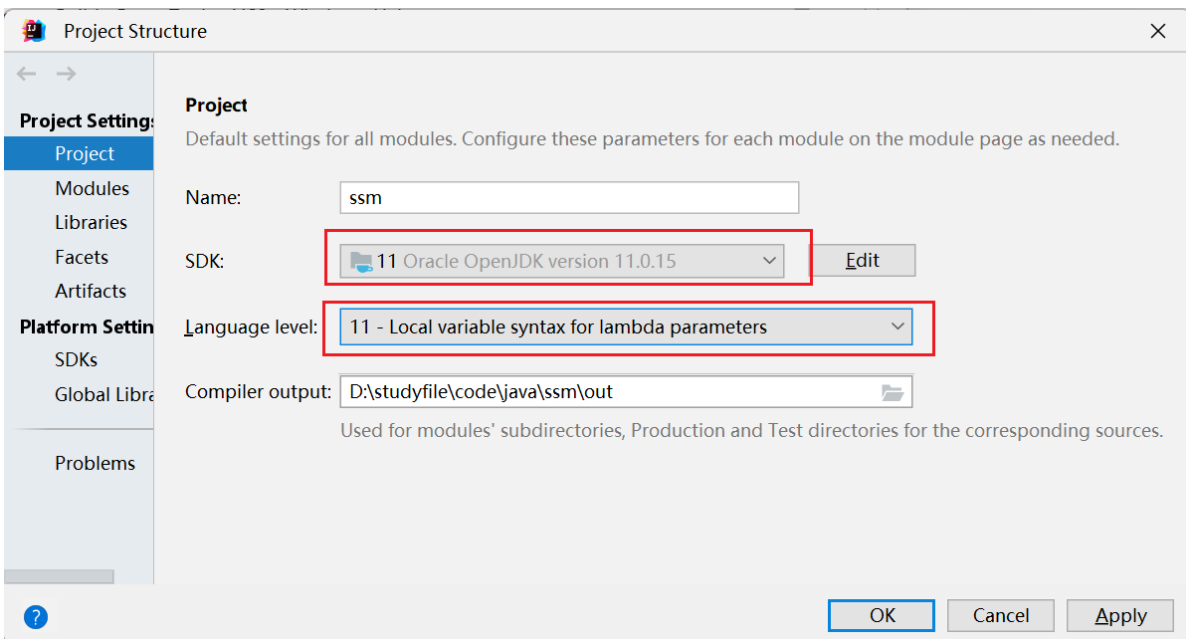 Project Structure
Project Settings
Project
Modules
Libraries
Facets
Artifacts
Platform Settin
SDKs
Global Libra
Problems
Project
Default settings for all modules. Configure these parameters for each module on the module page as needed.
Name: ssm
SDK: 11 Oracle OpenJDK version 11.0.15 Edit
Language level: 11 - Local variable syntax for lambda parameters
Compiler output: D:\studyfile\code\java\ssm\out
Used for modules' subdirectories, Production and Test directories for the corresponding sources.
? OK Cancel Apply